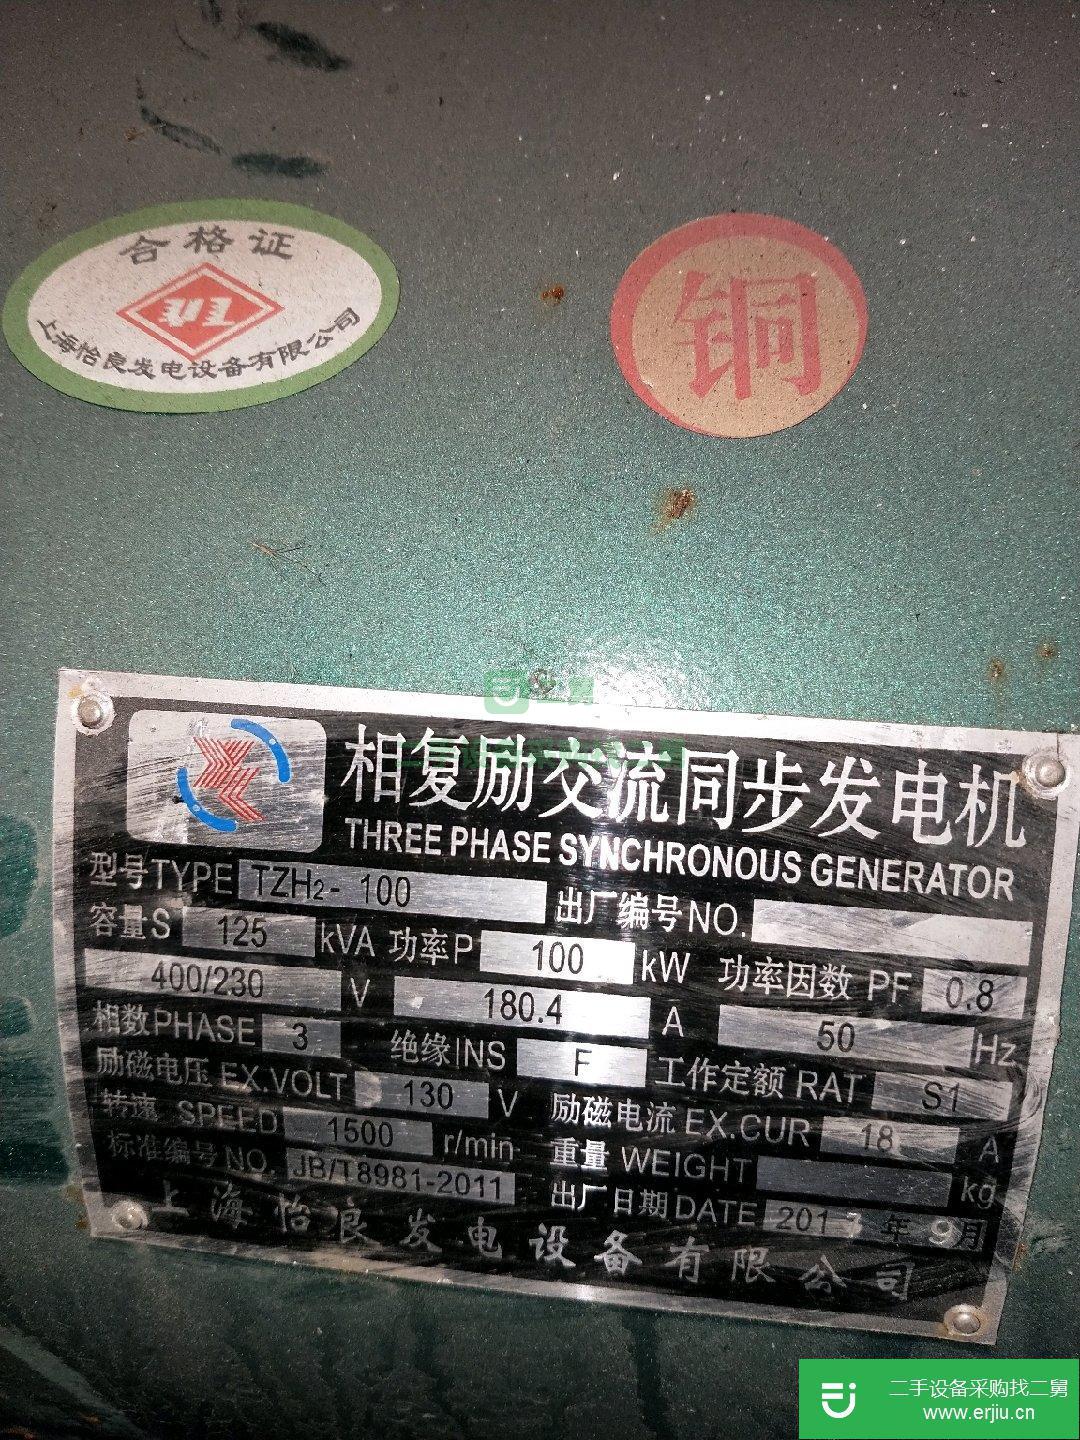 合格证
上海怡良发电设备有限公司
铜
相复励交流同步发电机
THREE PHASE SYNCHRONOUS GENERATOR
型号TYPE TZH2- 100 出厂编号NO.
容量S 125 kVA 功率P 100 kW 功率因数 PF 0.8
400/230 V 180.4 A 50 Hz
相数PHASE 3 绝缘INS F 工作定额 RAT S1
励磁电压 EX.VOLT 130 V 励磁电流 EX.CUR 18 A
转速 SPEED 1500 r/min 重量 WEIGHT kg
标准编号NO. JB/T8981-2011 出厂日期DATE 201 年 9月
上海怡良发电设备有限公司
二手设备采购找二舅
www.erjiu.cn